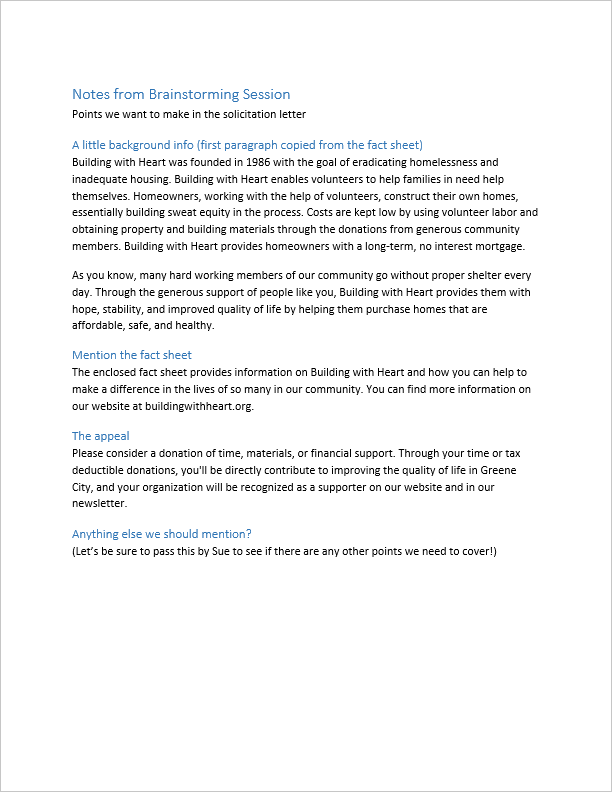 Notes from Brainstorming Session
Points we want to make in the solicitation letter
A little background info (first paragraph copied from the fact sheet)
Building with Heart was founded in 1986 with the goal of eradicating homelessness and
inadequate housing. Building with Heart enables volunteers to help families in need help
themselves. Homeowners, working with the help of volunteers, construct their own homes,
essentially building sweat equity in the process. Costs are kept low by using volunteer labor and
obtaining property and building materials through the donations from generous community
members. Building with Heart provides homeowners with a long-term, no interest mortgage.
As you know, many hard working members of our community go without proper shelter every
day. Through the generous support of people like you, Building with Heart provides them with
hope, stability, and improved quality of life by helping them purchase homes that are
affordable, safe, and healthy.
Mention the fact sheet
The enclosed fact sheet provides information on Building with Heart and how you can help to
make a difference in the lives of so many in our community. You can find more information on
our website at buildingwithheart.org.
The appeal
Please consider a donation of time, materials, or financial support. Through your time or tax
deductible donations, you'll be directly contribute to improving the quality of life in Greene
City, and your organization will be recognized as a supporter on our website and in our
newsletter.
Anything else we should mention?
(Let’s be sure to pass this by Sue to see if there are any other points we need to cover!)